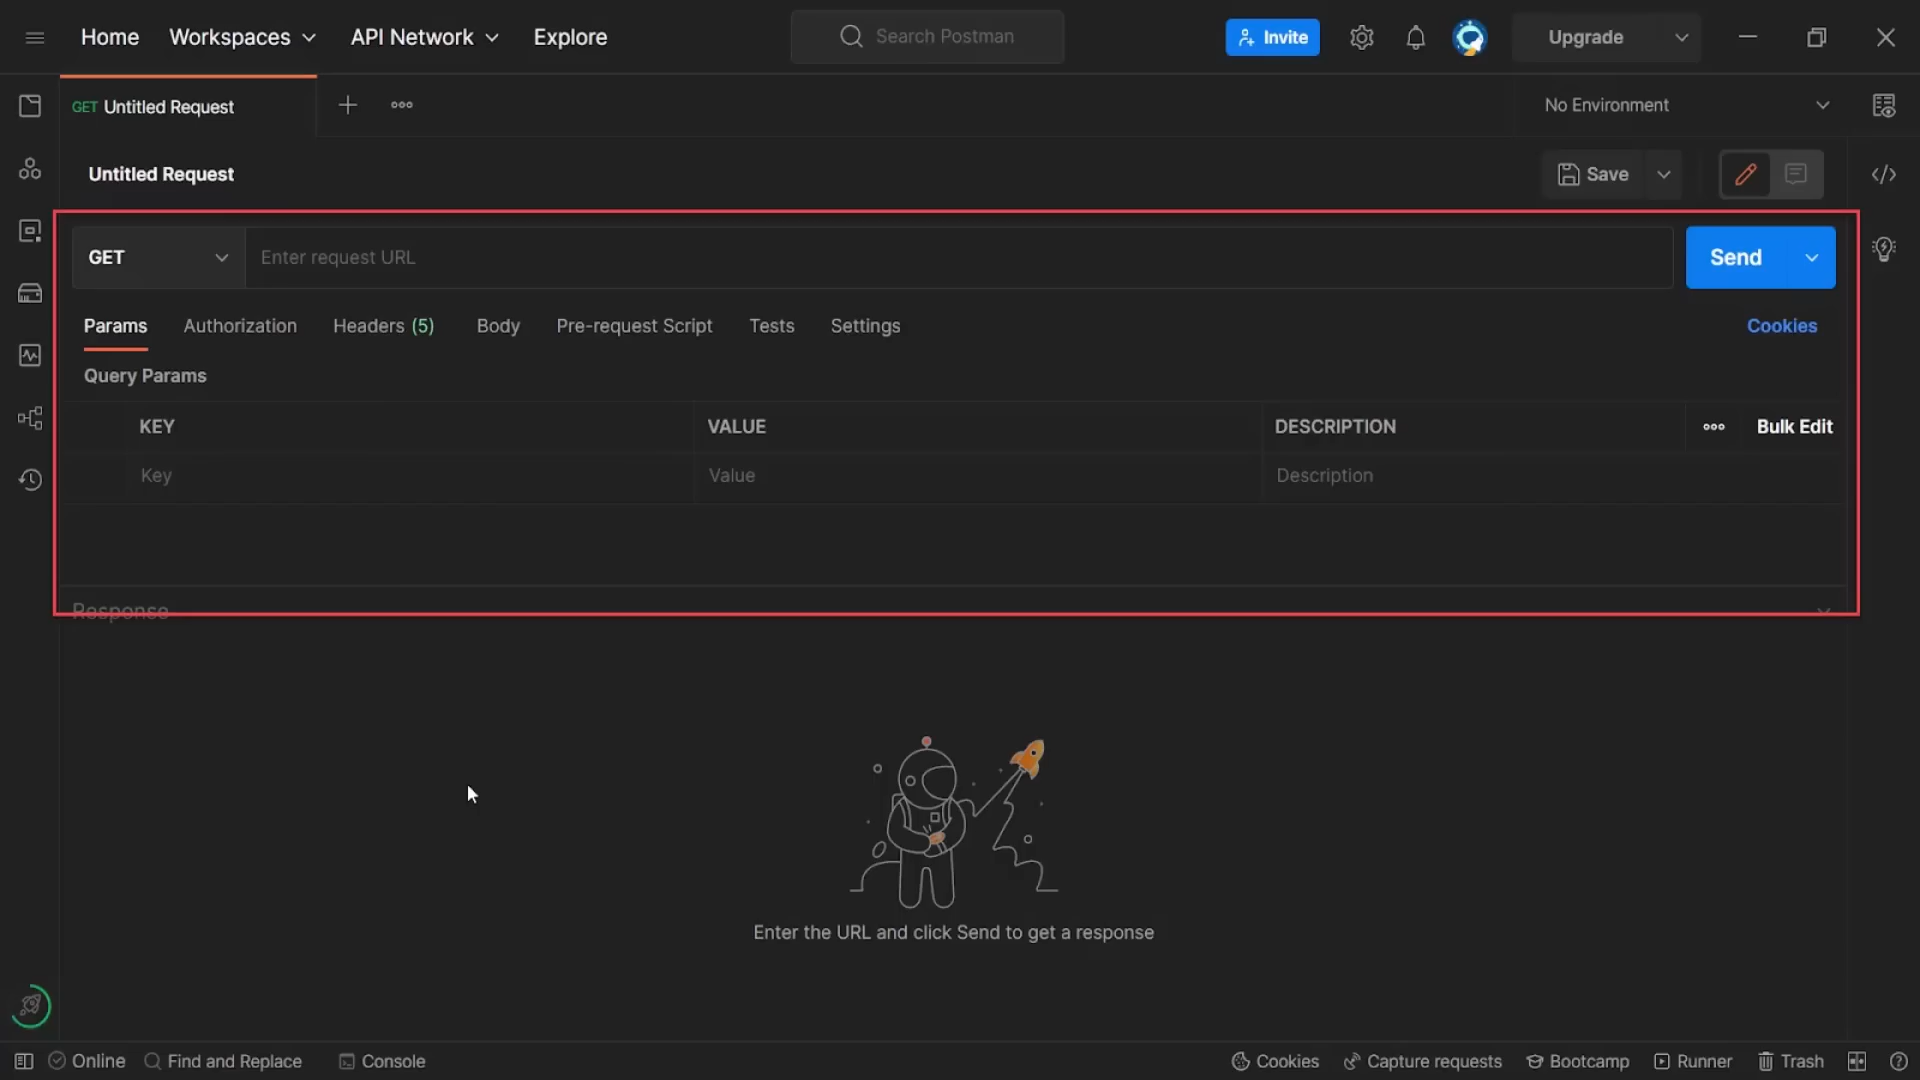 Home Workspaces API Network Explore Search Postman Invite Upgrade
GET Untitled Request No Environment
Untitled Request Save
GET Enter request URL Send
Params Authorization Headers (5) Body Pre-request Script Tests Settings Cookies
Query Params
KEY VALUE DESCRIPTION Bulk Edit
Key Value Description
Response
Enter the URL and click Send to get a response
Online Find and Replace Console Cookies Capture requests Bootcamp Runner Trash